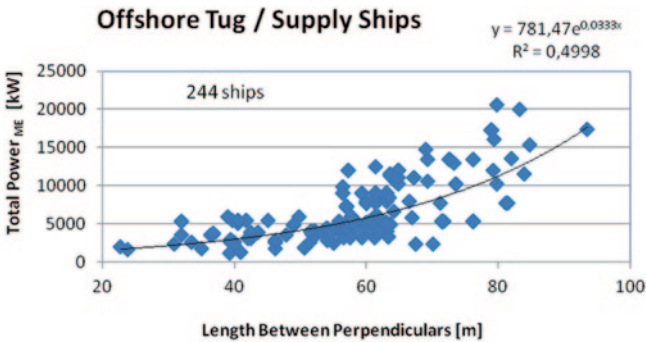 Offshore Tug / Supply Ships
y = 781,47e^0,0333x
R² = 0,4998
244 ships
Total Power ME [kW]
25000
20000
15000
10000
5000
0
20 40 60 80 100
Length Between Perpendiculars [m]